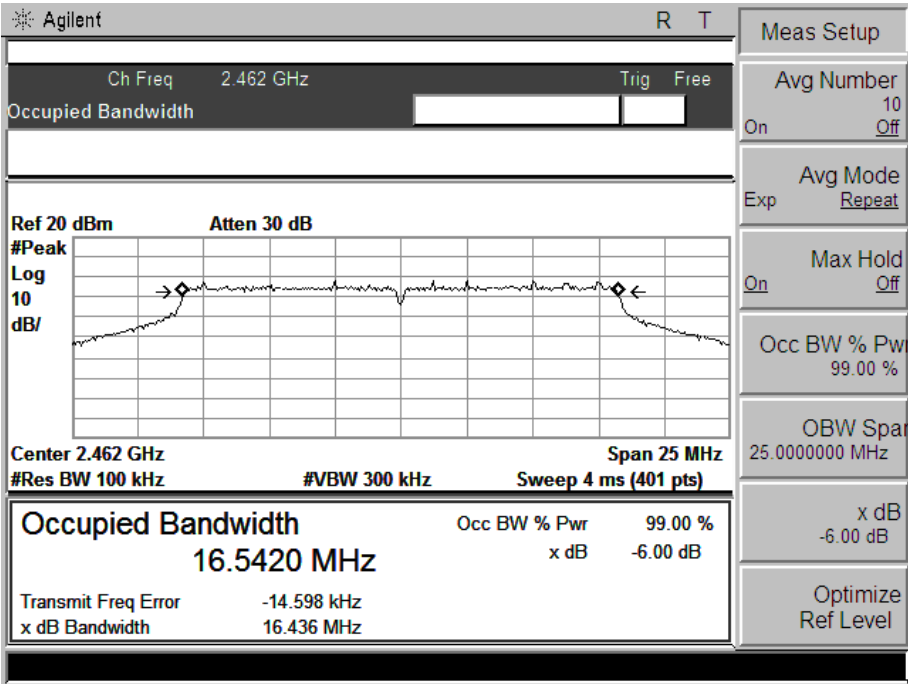 Agilent R T
Ch Freq 2.462 GHz Trig Free
Occupied Bandwidth
Ref 20 dBm Atten 30 dB
#Peak
Log
10
dB/
Center 2.462 GHz Span 25 MHz
#Res BW 100 kHz #VBW 300 kHz Sweep 4 ms (401 pts)
Occupied Bandwidth Occ BW % Pwr 99.00 %
16.5420 MHz x dB -6.00 dB
Transmit Freq Error -14.598 kHz
x dB Bandwidth 16.436 MHz
Meas Setup
Avg Number
10
On Off
Avg Mode
Exp Repeat
Max Hold
On Off
Occ BW % Pwr
99.00 %
OBW Spar
25.0000000 MHz
x dB
-6.00 dB
Optimize
Ref Level